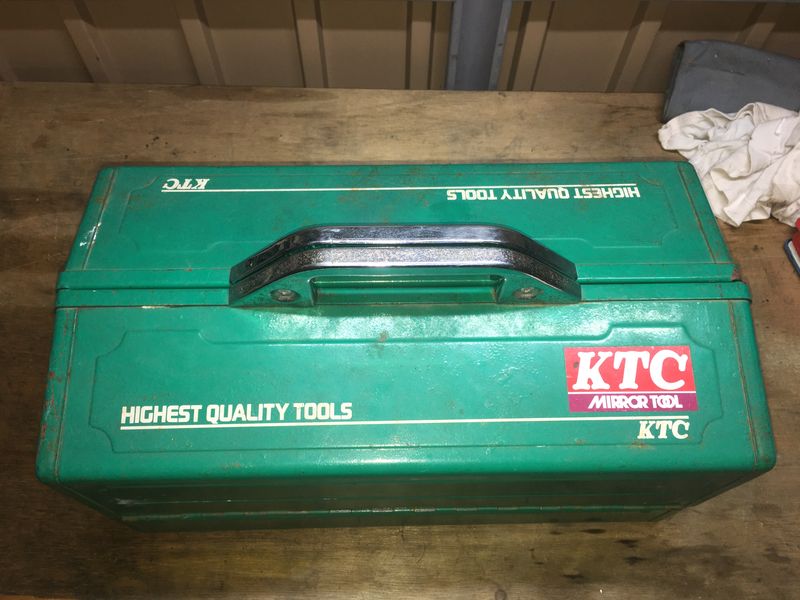 KTC
HIGHEST QUALITY TOOLS
KTC
MIRROR TOOL
HIGHEST QUALITY TOOLS
KTC